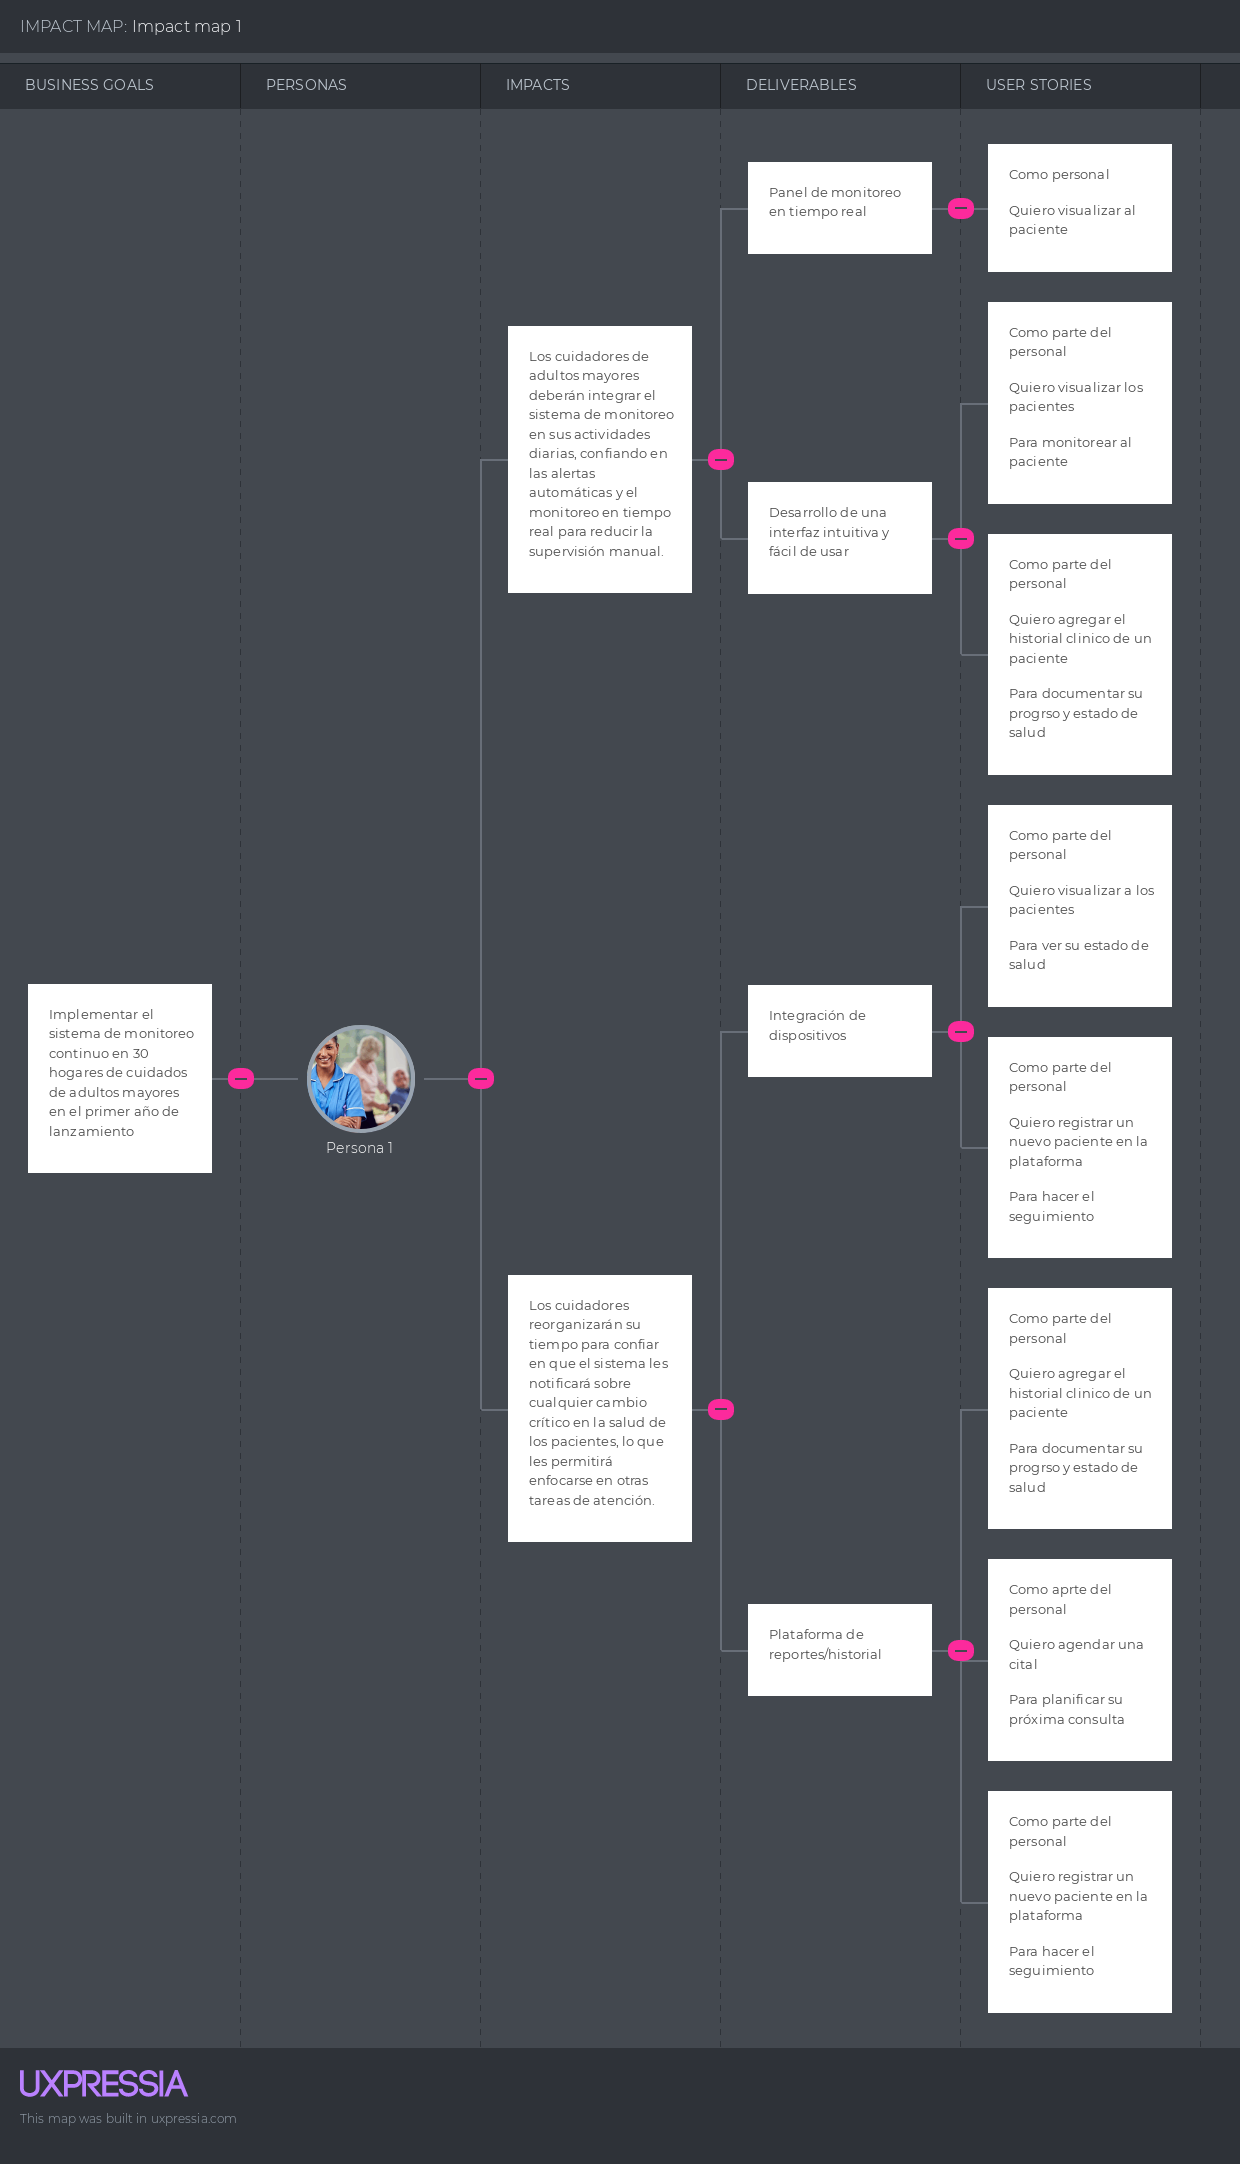 IMPACT MAP: Impact map 1
BUSINESS GOALS
PERSONAS
IMPACTS
DELIVERABLES
USER STORIES
Implementar el
sistema de monitoreo
continuo en 30
hogares de cuidados
de adultos mayores
en el primer año de
lanzamiento
Persona 1
Los cuidadores de
adultos mayores
deberán integrar el
sistema de monitoreo
en sus actividades
diarias, confiando en
las alertas
automáticas y el
monitoreo en tiempo
real para reducir la
supervisión manual.
Panel de monitoreo
en tiempo real
Como personal
Quiero visualizar al
paciente
Desarrollo de una
interfaz intuitiva y
fácil de usar
Como parte del
personal
Quiero visualizar los
pacientes
Para monitorear al
paciente
Como parte del
personal
Quiero agregar el
historial clinico de un
paciente
Para documentar su
progrso y estado de
salud
Los cuidadores
reorganizarán su
tiempo para confiar
en que el sistema les
notificará sobre
cualquier cambio
crítico en la salud de
los pacientes, lo que
les permitirá
enfocarse en otras
tareas de atención.
Integración de
dispositivos
Como parte del
personal
Quiero visualizar a los
pacientes
Para ver su estado de
salud
Como parte del
personal
Quiero registrar un
nuevo paciente en la
plataforma
Para hacer el
seguimiento
Plataforma de
reportes/historial
Como parte del
personal
Quiero agregar el
historial clinico de un
paciente
Para documentar su
progrso y estado de
salud
Como aprte del
personal
Quiero agendar una
cital
Para planificar su
próxima consulta
Como parte del
personal
Quiero registrar un
nuevo paciente en la
plataforma
Para hacer el
seguimiento
UXPRESSIA
This map was built in uxpressia.com